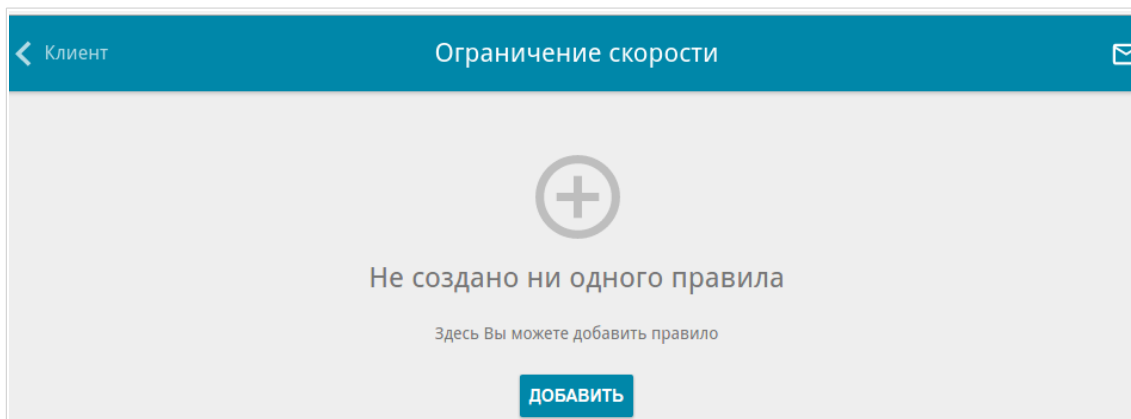 Клиент
Ограничение скорости
Не создано ни одного правила
Здесь Вы можете добавить правило
ДОБАВИТЬ